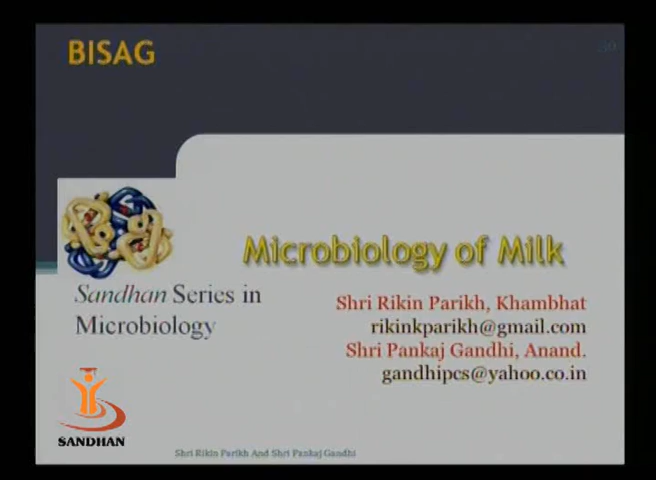 BISAG
39
Microbiology of Milk
Sandhan Series in
Microbiology
Shri Rikin Parikh, Khambhat
rikinkparikh@gmail.com
Shri Pankaj Gandhi, Anand.
gandhipcs@yahoo.co.in
SANDHAN
Shri Rikin Parikh And Shri Pankaj Gandhi